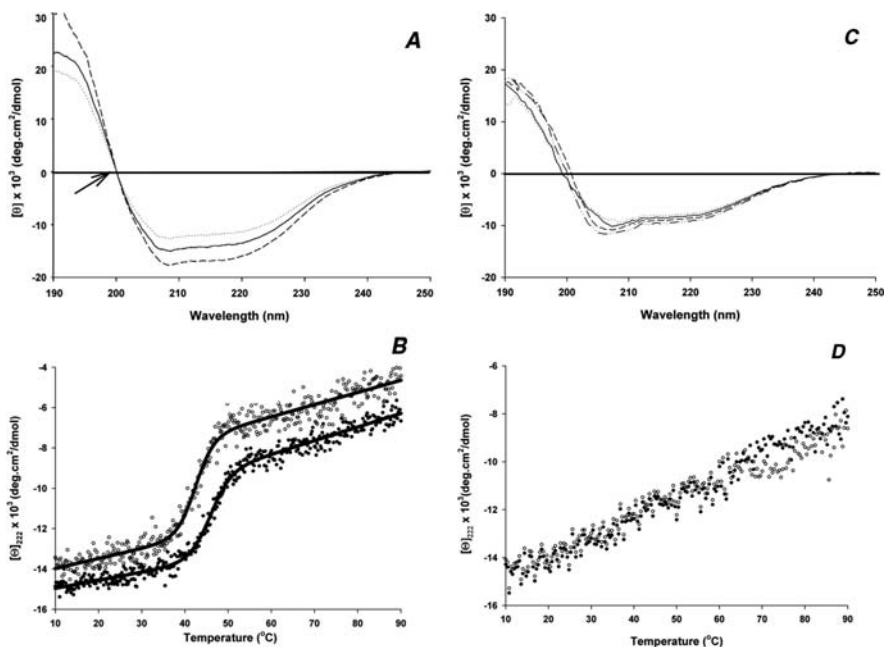 A
[θ] x 10³ (deg.cm²/dmol)
30
20
10
0
-10
-20
190 200 210 220 230 240 250
Wavelength (nm)
C
[θ] x 10³ (deg.cm²/dmol)
30
20
10
0
-10
-20
190 200 210 220 230 240 250
Wavelength (nm)
B
[Θ]₂₂₂ x 10³ (deg.cm²/dmol)
-4
-6
-8
-10
-12
-14
-16
10 20 30 40 50 60 70 80 90
Temperature (°C)
D
[Θ]₂₂₂ x 10³(deg.cm²/dmol)
-6
-8
-10
-12
-14
-16
10 20 30 40 50 60 70 80 90
Temperature (°C)